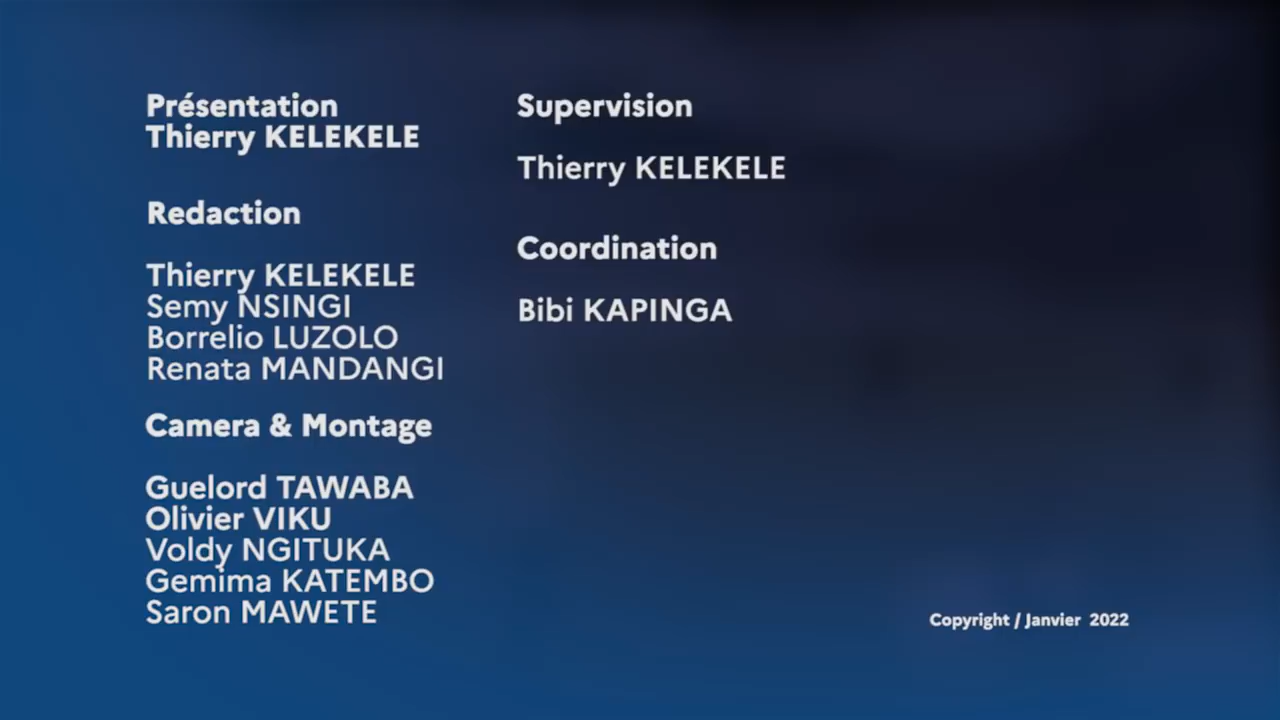 Présentation
Thierry KELEKELE
Redaction
Thierry KELEKELE
Semy NSINGI
Borrelio LUZOLO
Renata MANDANGI
Camera & Montage
Guelord TAWABA
Olivier VIKU
Voldy NGITUKA
Gemima KATEMBO
Saron MAWETE
Supervision
Thierry KELEKELE
Coordination
Bibi KAPINGA
Copyright / Janvier 2022